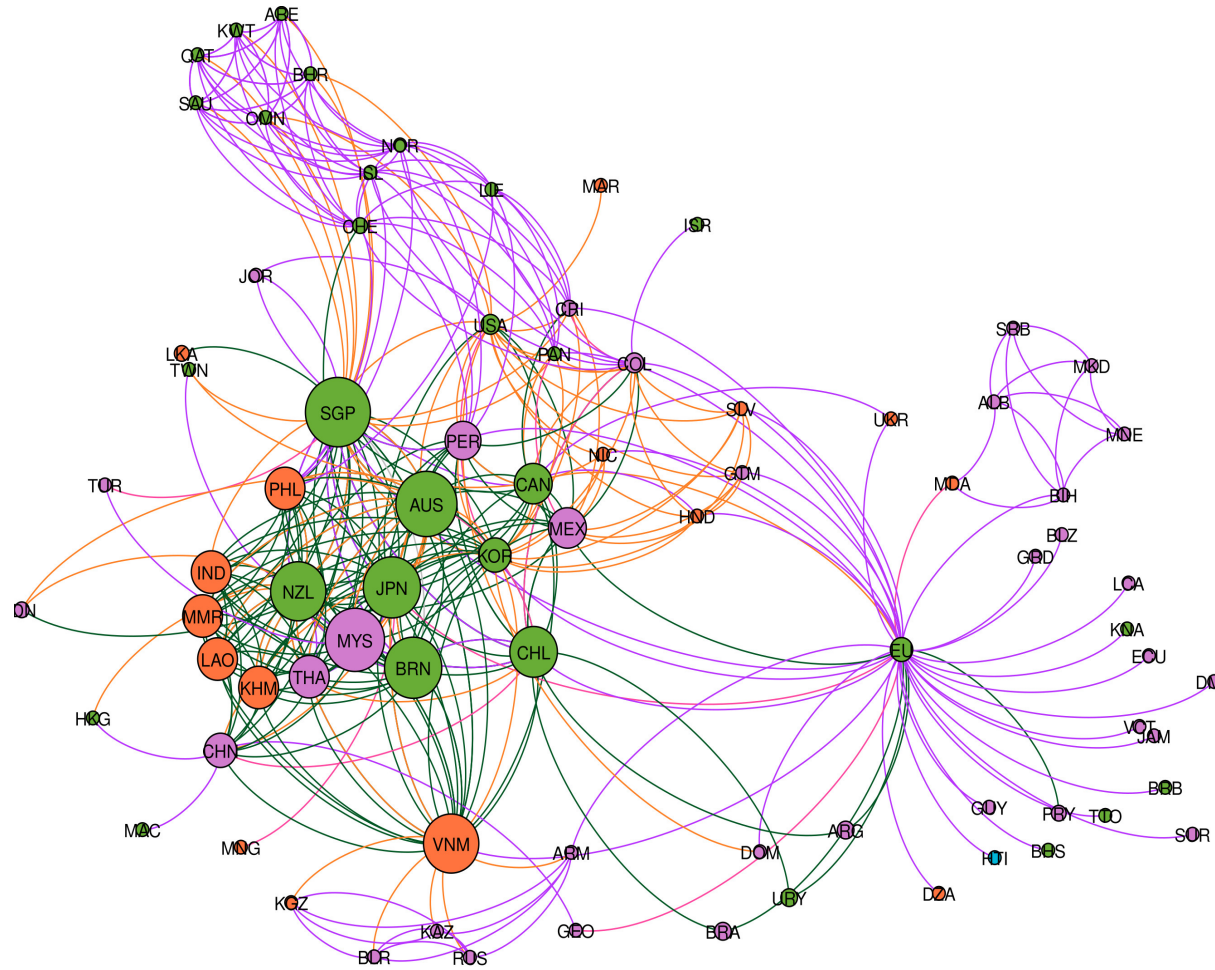 ARE
KWT
QAT
BHR
SAU
OMN
NOR
ISL
LIE
MAR
CHE
ISR
JOR
CRI
USA
SRB
LKA
PAN
COL
MKD
TWN
ALB
SGP
SLV
UKR
PER
MNE
NIC
GTM
TUR
PHL
CAN
MDA
BIH
AUS
HND
MEX
BLZ
KOR
GRD
IND
JPN
LCA
NZL
MMR
KNA
MYS
CHL
EU
ECU
LAO
BRN
THA
KHM
HKG
VCT
JAM
CHN
BRB
GUY
PRY
TTO
MAC
ARG
SUR
VNM
MNG
ARM
DOM
HTI
BHS
DZA
URY
KGZ
KAZ
GEO
BRA
BLR
RUS